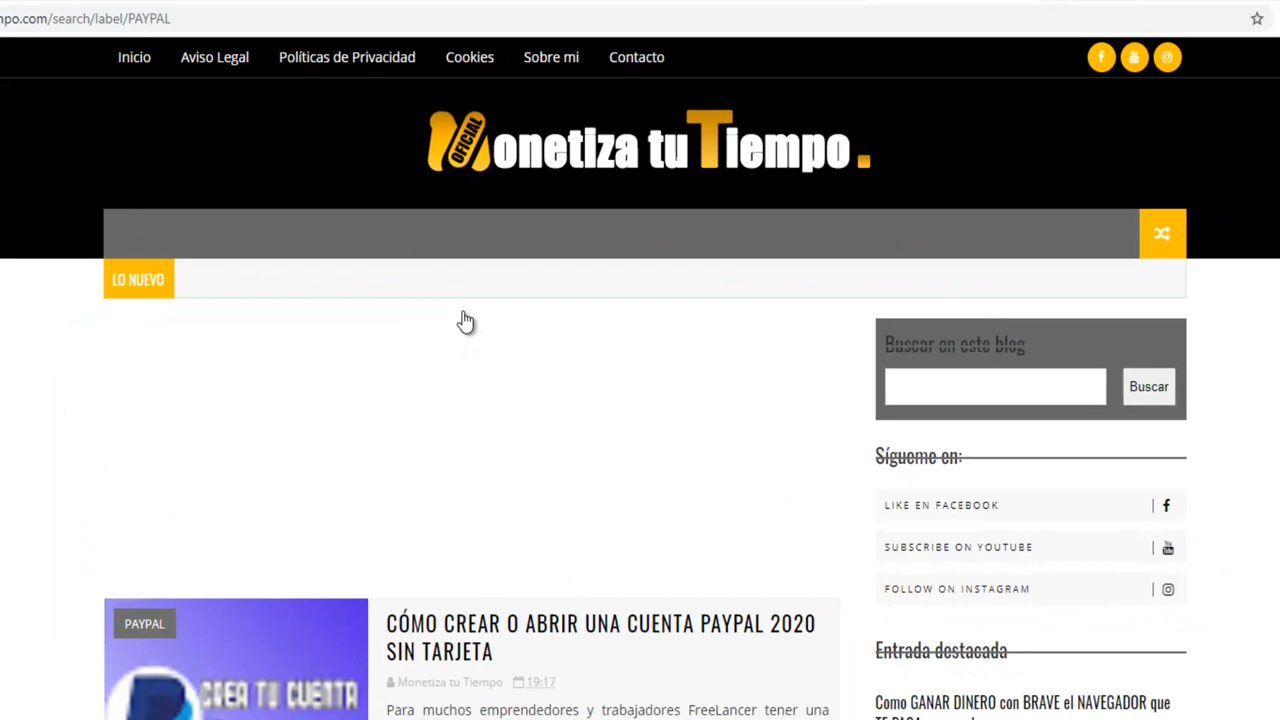 mpo.com/search/label/PAYPAL
Inicio Aviso Legal Políticas de Privacidad Cookies Sobre mi Contacto
OFICIAL
Monetiza tu Tiempo.
LO NUEVO
Buscar en este blog
Buscar
Sígueme en:
LIKE EN FACEBOOK
SUBSCRIBE ON YOUTUBE
FOLLOW ON INSTAGRAM
PAYPAL
CREA TU CUENTA
CÓMO CREAR O ABRIR UNA CUENTA PAYPAL 2020
SIN TARJETA
Monetiza tu Tiempo 19:17
Para muchos emprendedores y trabajadores FreeLancer tener una
Entrada destacada
Como GANAR DINERO con BRAVE el NAVEGADOR que